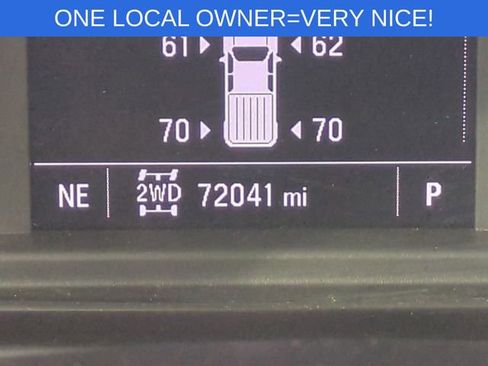 ONE LOCAL OWNER=VERY NICE!
61 62
70 70
NE 2WD 72041 mi P